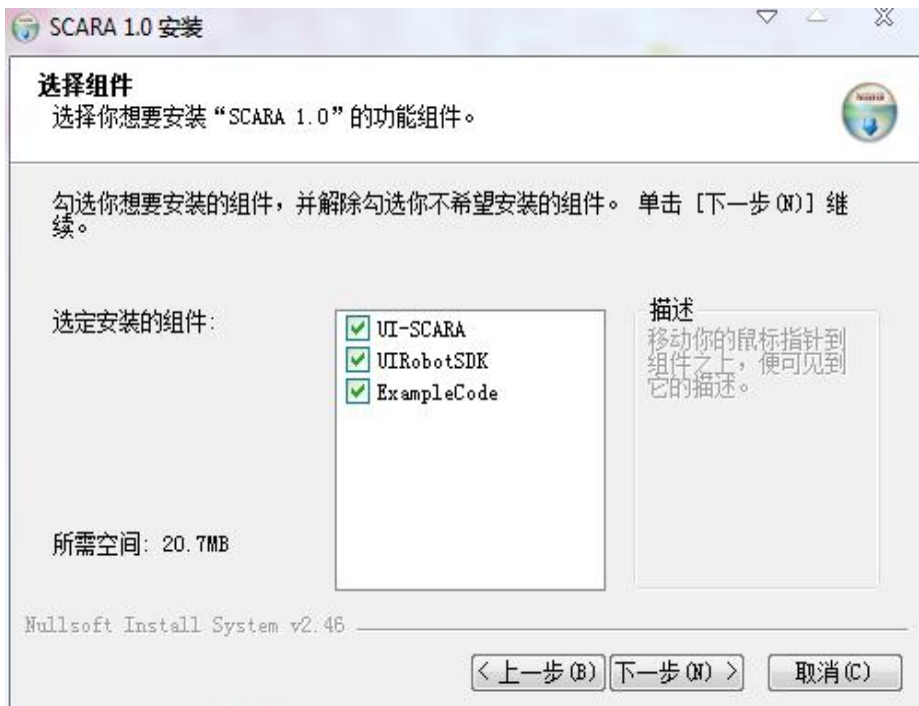 SCARA 1.0 安装
选择组件
选择你想要安装“SCARA 1.0”的功能组件。
勾选你想要安装的组件，并解除勾选你不希望安装的组件。 单击 [下一步(N)] 继
续。
选定安装的组件:
UI-SCARA
UIRobotSDK
ExampleCode
描述
移动你的鼠标指针到
组件之上，便可见到
它的描述。
所需空间: 20.7MB
Nullsoft Install System v2.46
< 上一步(B)
下一步(N) >
取消(C)